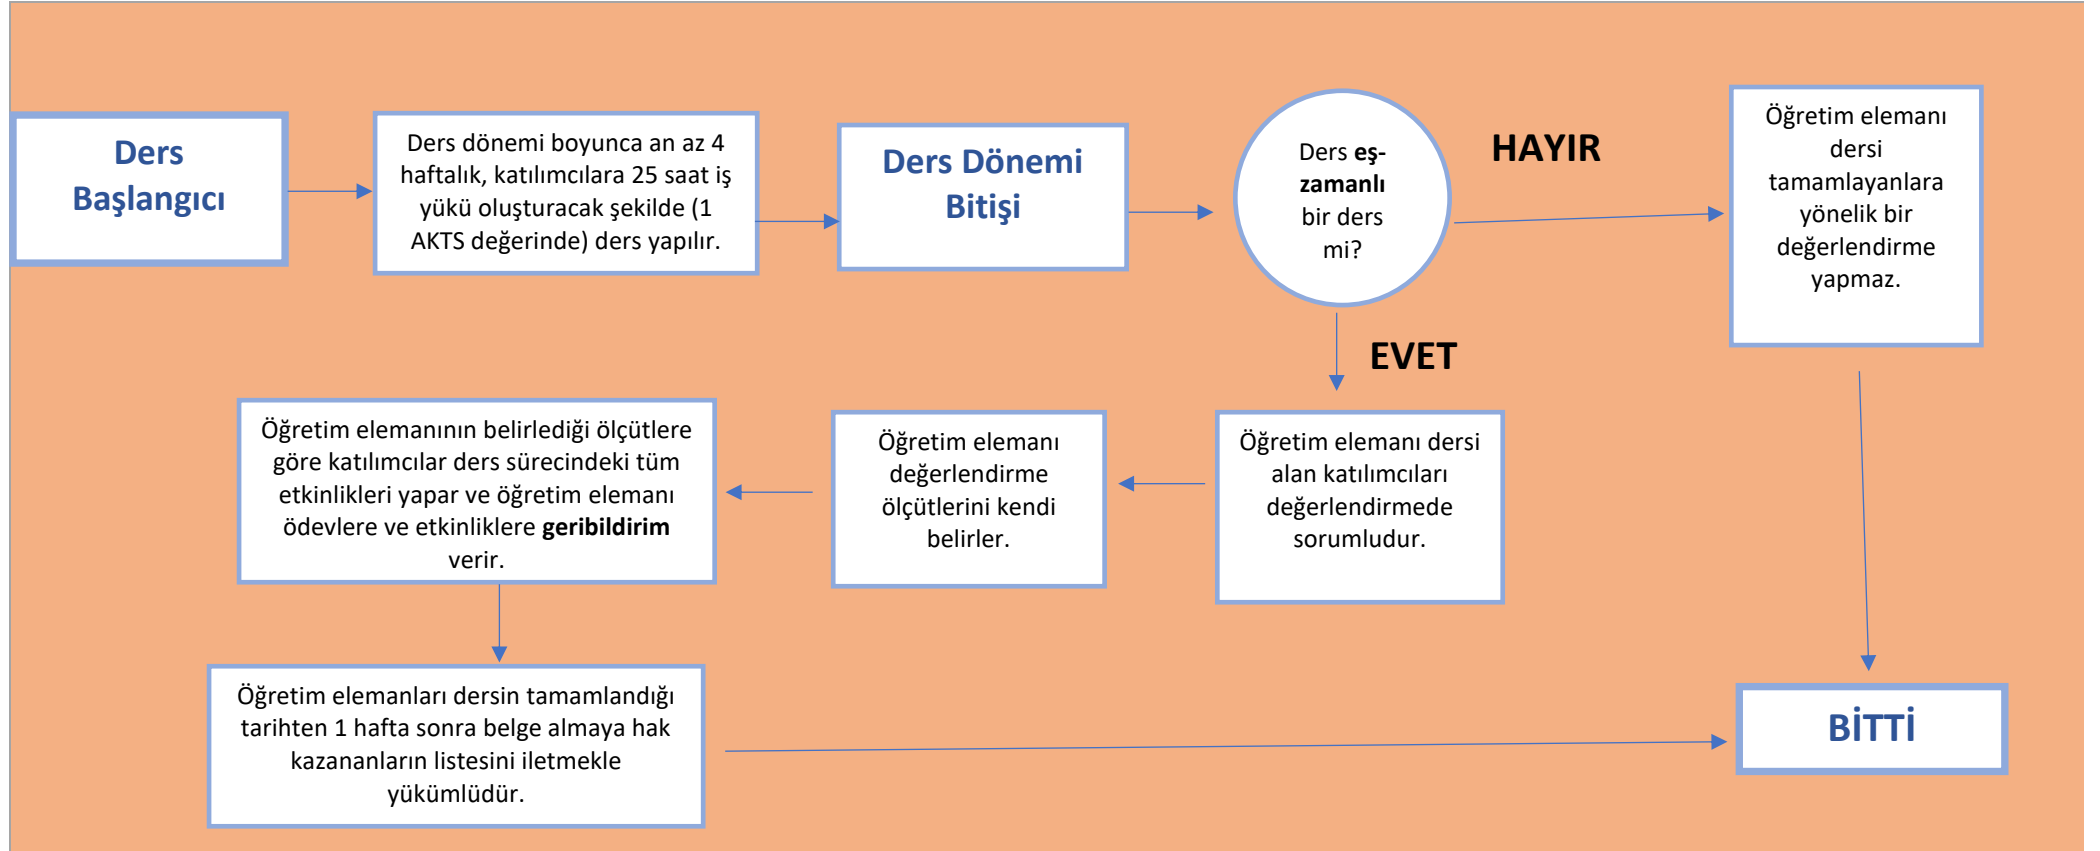 Ders
Başlangıcı
Ders dönemi boyunca an az 4
haftalık, katılımcılara 25 saat iş
yükü oluşturacak şekilde (1
AKTS değerinde) ders yapılır.
Ders Dönemi
Bitişi
Ders eş-
zamanlı
bir ders
mi?
HAYIR
Öğretim elemanı
dersi
tamamlayanlara
yönelik bir
değerlendirme
yapmaz.
EVET
Öğretim elemanı dersi
alan katılımcıları
değerlendirmede
sorumludur.
Öğretim elemanı
değerlendirme
ölçütlerini kendi
belirler.
Öğretim elemanının belirlediği ölçütlere
göre katılımcılar ders sürecindeki tüm
etkinlikleri yapar ve öğretim elemanı
ödevlere ve etkinliklere geribildirim
verir.
Öğretim elemanları dersin tamamlandığı
tarihten 1 hafta sonra belge almaya hak
kazananların listesini iletmekle
yükümlüdür.
BİTTİ